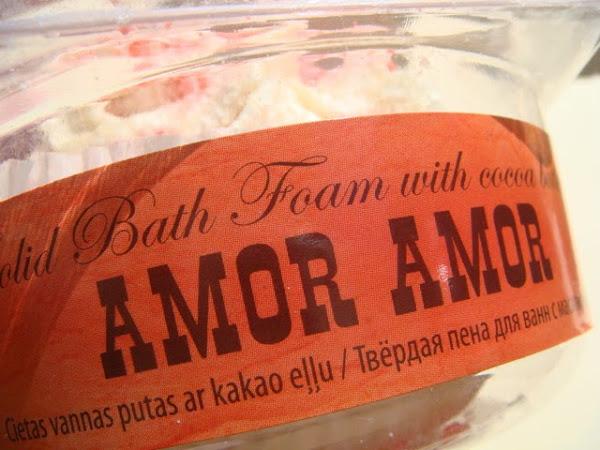 olid Bath Foam with cocoa
AMOR AMOR
Cietas vannas putas ar kakao eļļu / Твёрдая пена для ванн с